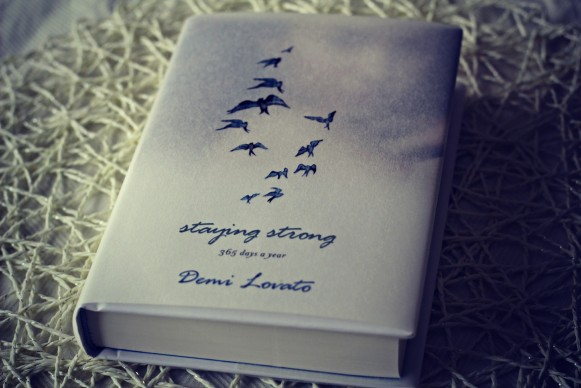 staying strong
365 days a year
Demi Lovato